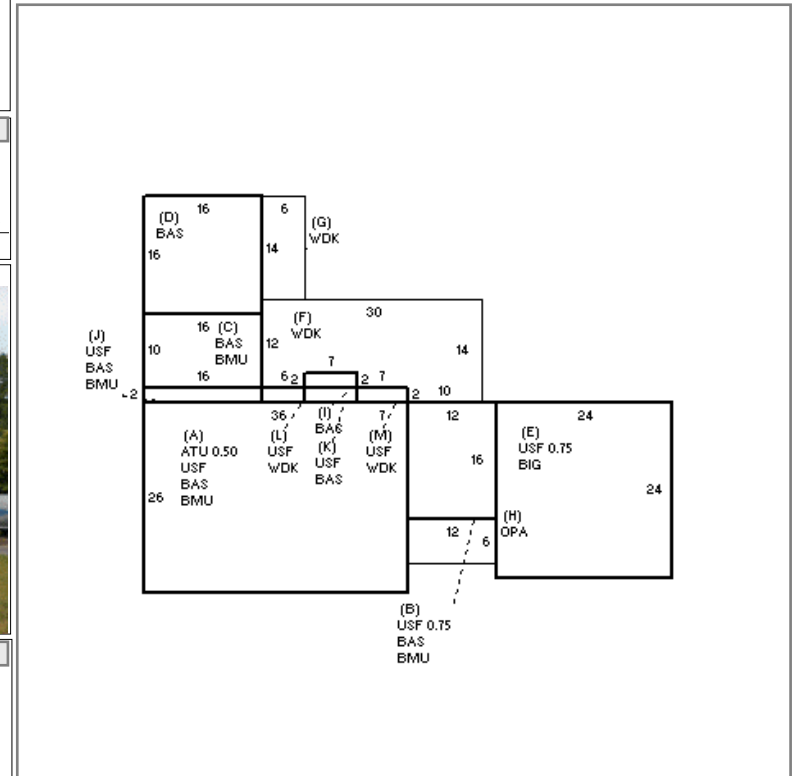 16
6
(D)
BAS
(G)
WDK
16
14
30
(F)
WDK
16 (C)
BAS
BMU
10
12
14
(J)
USF
BAS
BMU
7
16
6 2
2 7
2
2
10
36
(I)
BAS
7
12
24
(A)
ATU 0.50
USF
BAS
BMU
(L)
USF
WDK
(K)
USF
BAS
(M)
USF
WDK
(E)
USF 0.75
BIG
16
26
24
(H)
OPA
12
6
(B)
USF 0.75
BAS
BMU